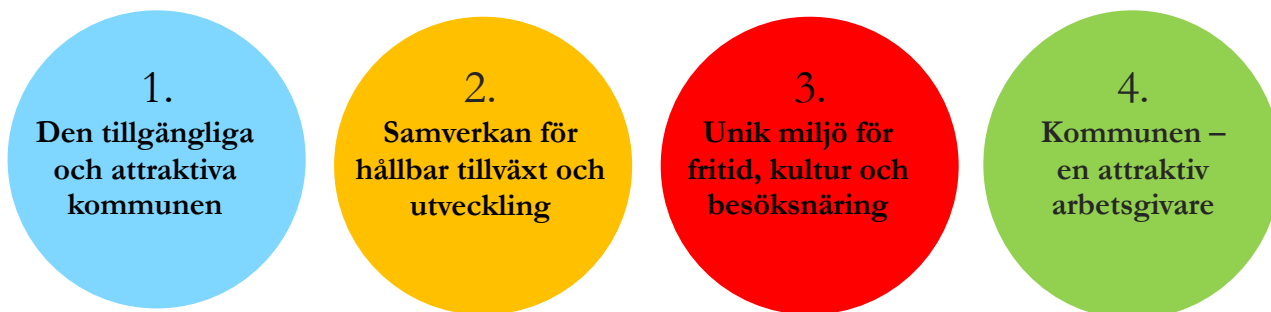 1.
Den tillgängliga
och attraktiva
kommunen
2.
Samverkan för
hållbar tillväxt och
utveckling
3.
Unik miljö för
fritid, kultur och
besöksnäring
4.
Kommunen –
en attraktiv
arbetsgivare